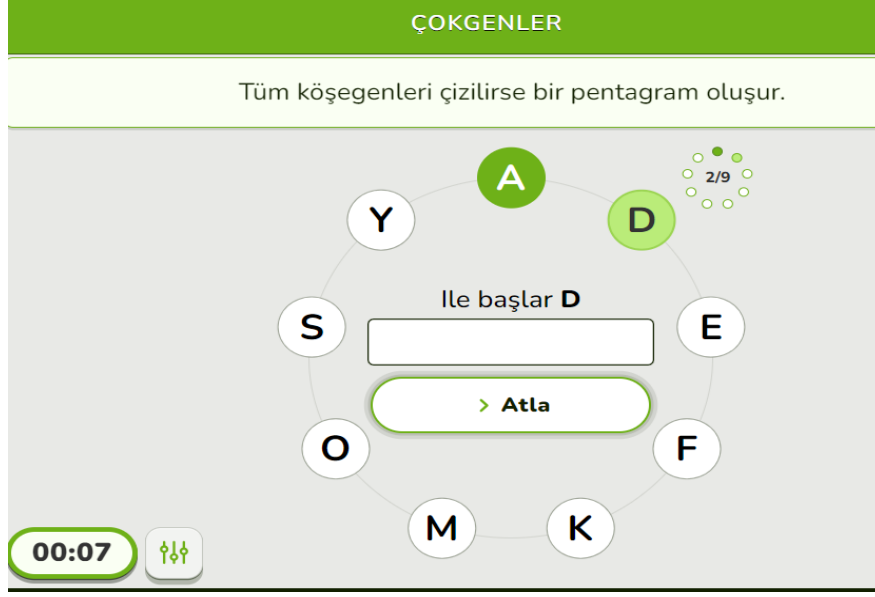 ÇOKGENLER
Tüm köşegenleri çizilirse bir pentagram oluşur.
A
2/9
Y
D
Ile başlar D
S
E
> Atla
O
F
M
K
00:07